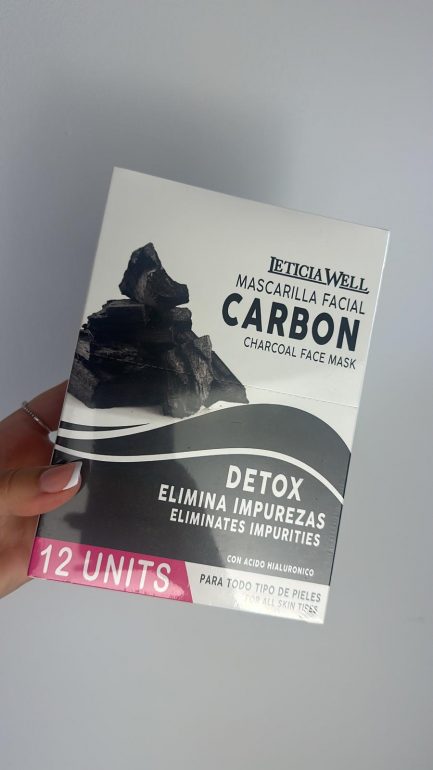 LETICIA WELL
MASCARILLA FACIAL
CARBON
CHARCOAL FACE MASK
DETOX
ELIMINA IMPUREZAS
ELIMINATES IMPURITIES
CON ACIDO HIALURONICO
12 UNITS
PARA TODO TIPO DE PIELES
FOR ALL SKIN TISES